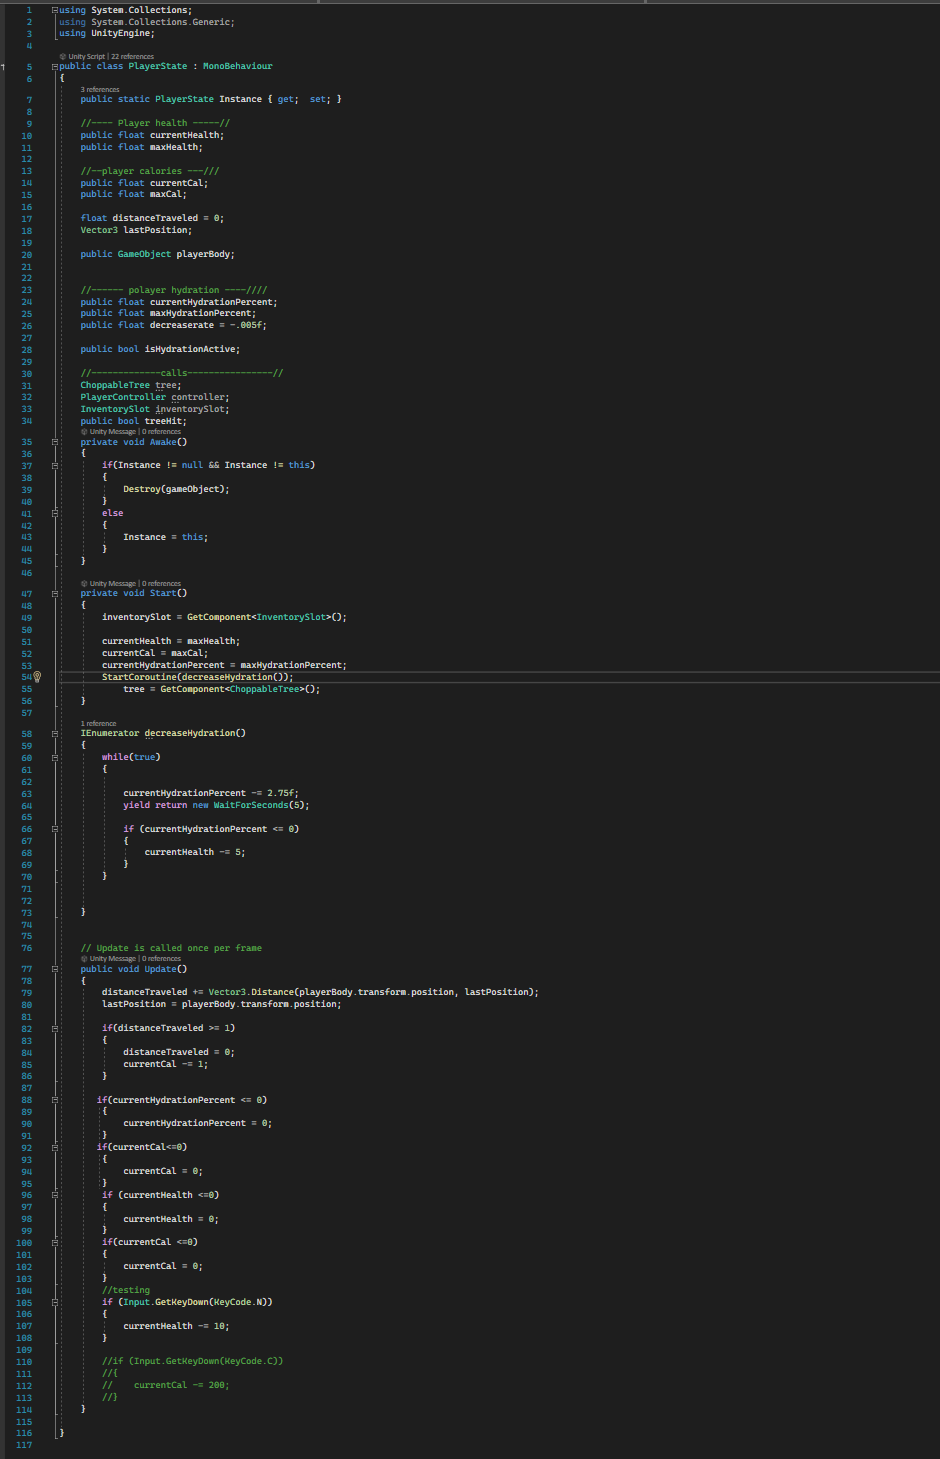 1 using System.Collections;
2 using System.Collections.Generic;
3 using UnityEngine;
4
Unity Script | 22 references
5 public class PlayerState : MonoBehaviour
6 {
3 references
7 public static PlayerState Instance { get;  set; }
8
9 //---- Player health -----//
10 public float currentHealth;
11 public float maxHealth;
12
13 //--player calories ---///
14 public float currentCal;
15 public float maxCal;
16
17 float distanceTraveled = 0;
18 Vector3 lastPosition;
19
20 public GameObject playerBody;
21
22
23 //------ polayer hydration ----////
24 public float currentHydrationPercent;
25 public float maxHydrationPercent;
26 public float decreaserate = -.005f;
27
28 public bool isHydrationActive;
29
30 //-------------calls----------------//
31 ChoppableTree tree;
32 PlayerController controller;
33 InventorySlot inventorySlot;
34 public bool treeHit;
Unity Message | 0 references
35 private void Awake()
36 {
37 if(Instance != null && Instance != this)
38 {
39 Destroy(gameObject);
40 }
41 else
42 {
43 Instance = this;
44 }
45 }
46
Unity Message | 0 references
47 private void Start()
48 {
49 inventorySlot = GetComponent<InventorySlot>();
50
51 currentHealth = maxHealth;
52 currentCal = maxCal;
53 currentHydrationPercent = maxHydrationPercent;
54 StartCoroutine(decreaseHydration());
55 tree = GetComponent<ChoppableTree>();
56 }
57
1 reference
58 IEnumerator decreaseHydration()
59 {
60 while(true)
61 {
62
63 currentHydrationPercent -= 2.75f;
64 yield return new WaitForSeconds(5);
65
66 if (currentHydrationPercent <= 0)
67 {
68 currentHealth -= 5;
69 }
70 }
71
72
73 }
74
75
76 // Update is called once per frame
Unity Message | 0 references
77 public void Update()
78 {
79 distanceTraveled += Vector3.Distance(playerBody.transform.position, lastPosition);
80 lastPosition = playerBody.transform.position;
81
82 if(distanceTraveled >= 1)
83 {
84 distanceTraveled = 0;
85 currentCal -= 1;
86 }
87
88 if(currentHydrationPercent <= 0)
89 {
90 currentHydrationPercent = 0;
91 }
92 if(currentCal<=0)
93 {
94 currentCal = 0;
95 }
96 if (currentHealth <=0)
97 {
98 currentHealth = 0;
99 }
100 if(currentCal <=0)
101 {
102 currentCal = 0;
103 }
104 //testing
105 if (Input.GetKeyDown(KeyCode.N))
106 {
107 currentHealth -= 10;
108 }
109
110 //if (Input.GetKeyDown(KeyCode.C))
111 //{
112 //    currentCal -= 200;
113 //}
114 }
115
116 }
117